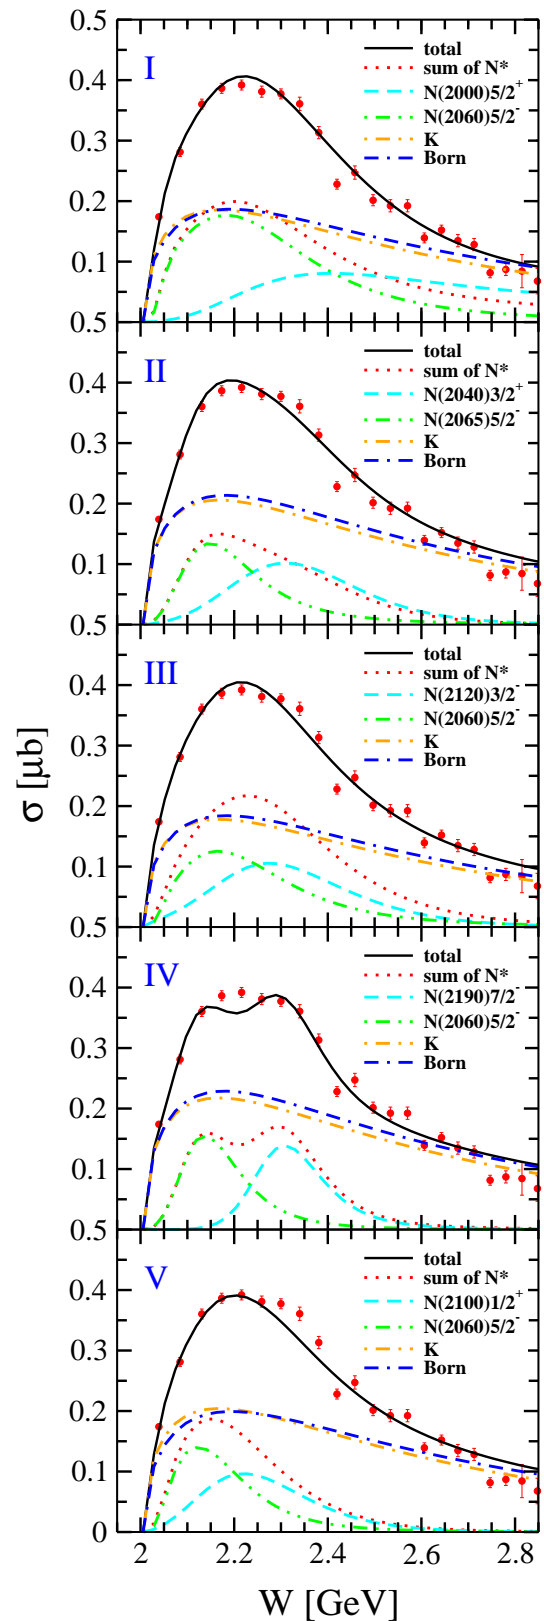 0.5
I
total
sum of N*
N(2000)5/2+
N(2060)5/2-
K
Born
0.4
0.3
0.2
0.1
0.5
II
total
sum of N*
N(2040)3/2+
N(2065)5/2-
K
Born
0.4
0.3
0.2
0.1
0.5
III
total
sum of N*
N(2120)3/2-
N(2060)5/2-
K
Born
0.4
0.3
0.2
0.1
0.5
σ [μb]
IV
total
sum of N*
N(2190)7/2-
N(2060)5/2-
K
Born
0.4
0.3
0.2
0.1
0.5
V
total
sum of N*
N(2100)1/2+
N(2060)5/2-
K
Born
0.4
0.3
0.2
0.1
0
2 2.2 2.4 2.6 2.8
W [GeV]